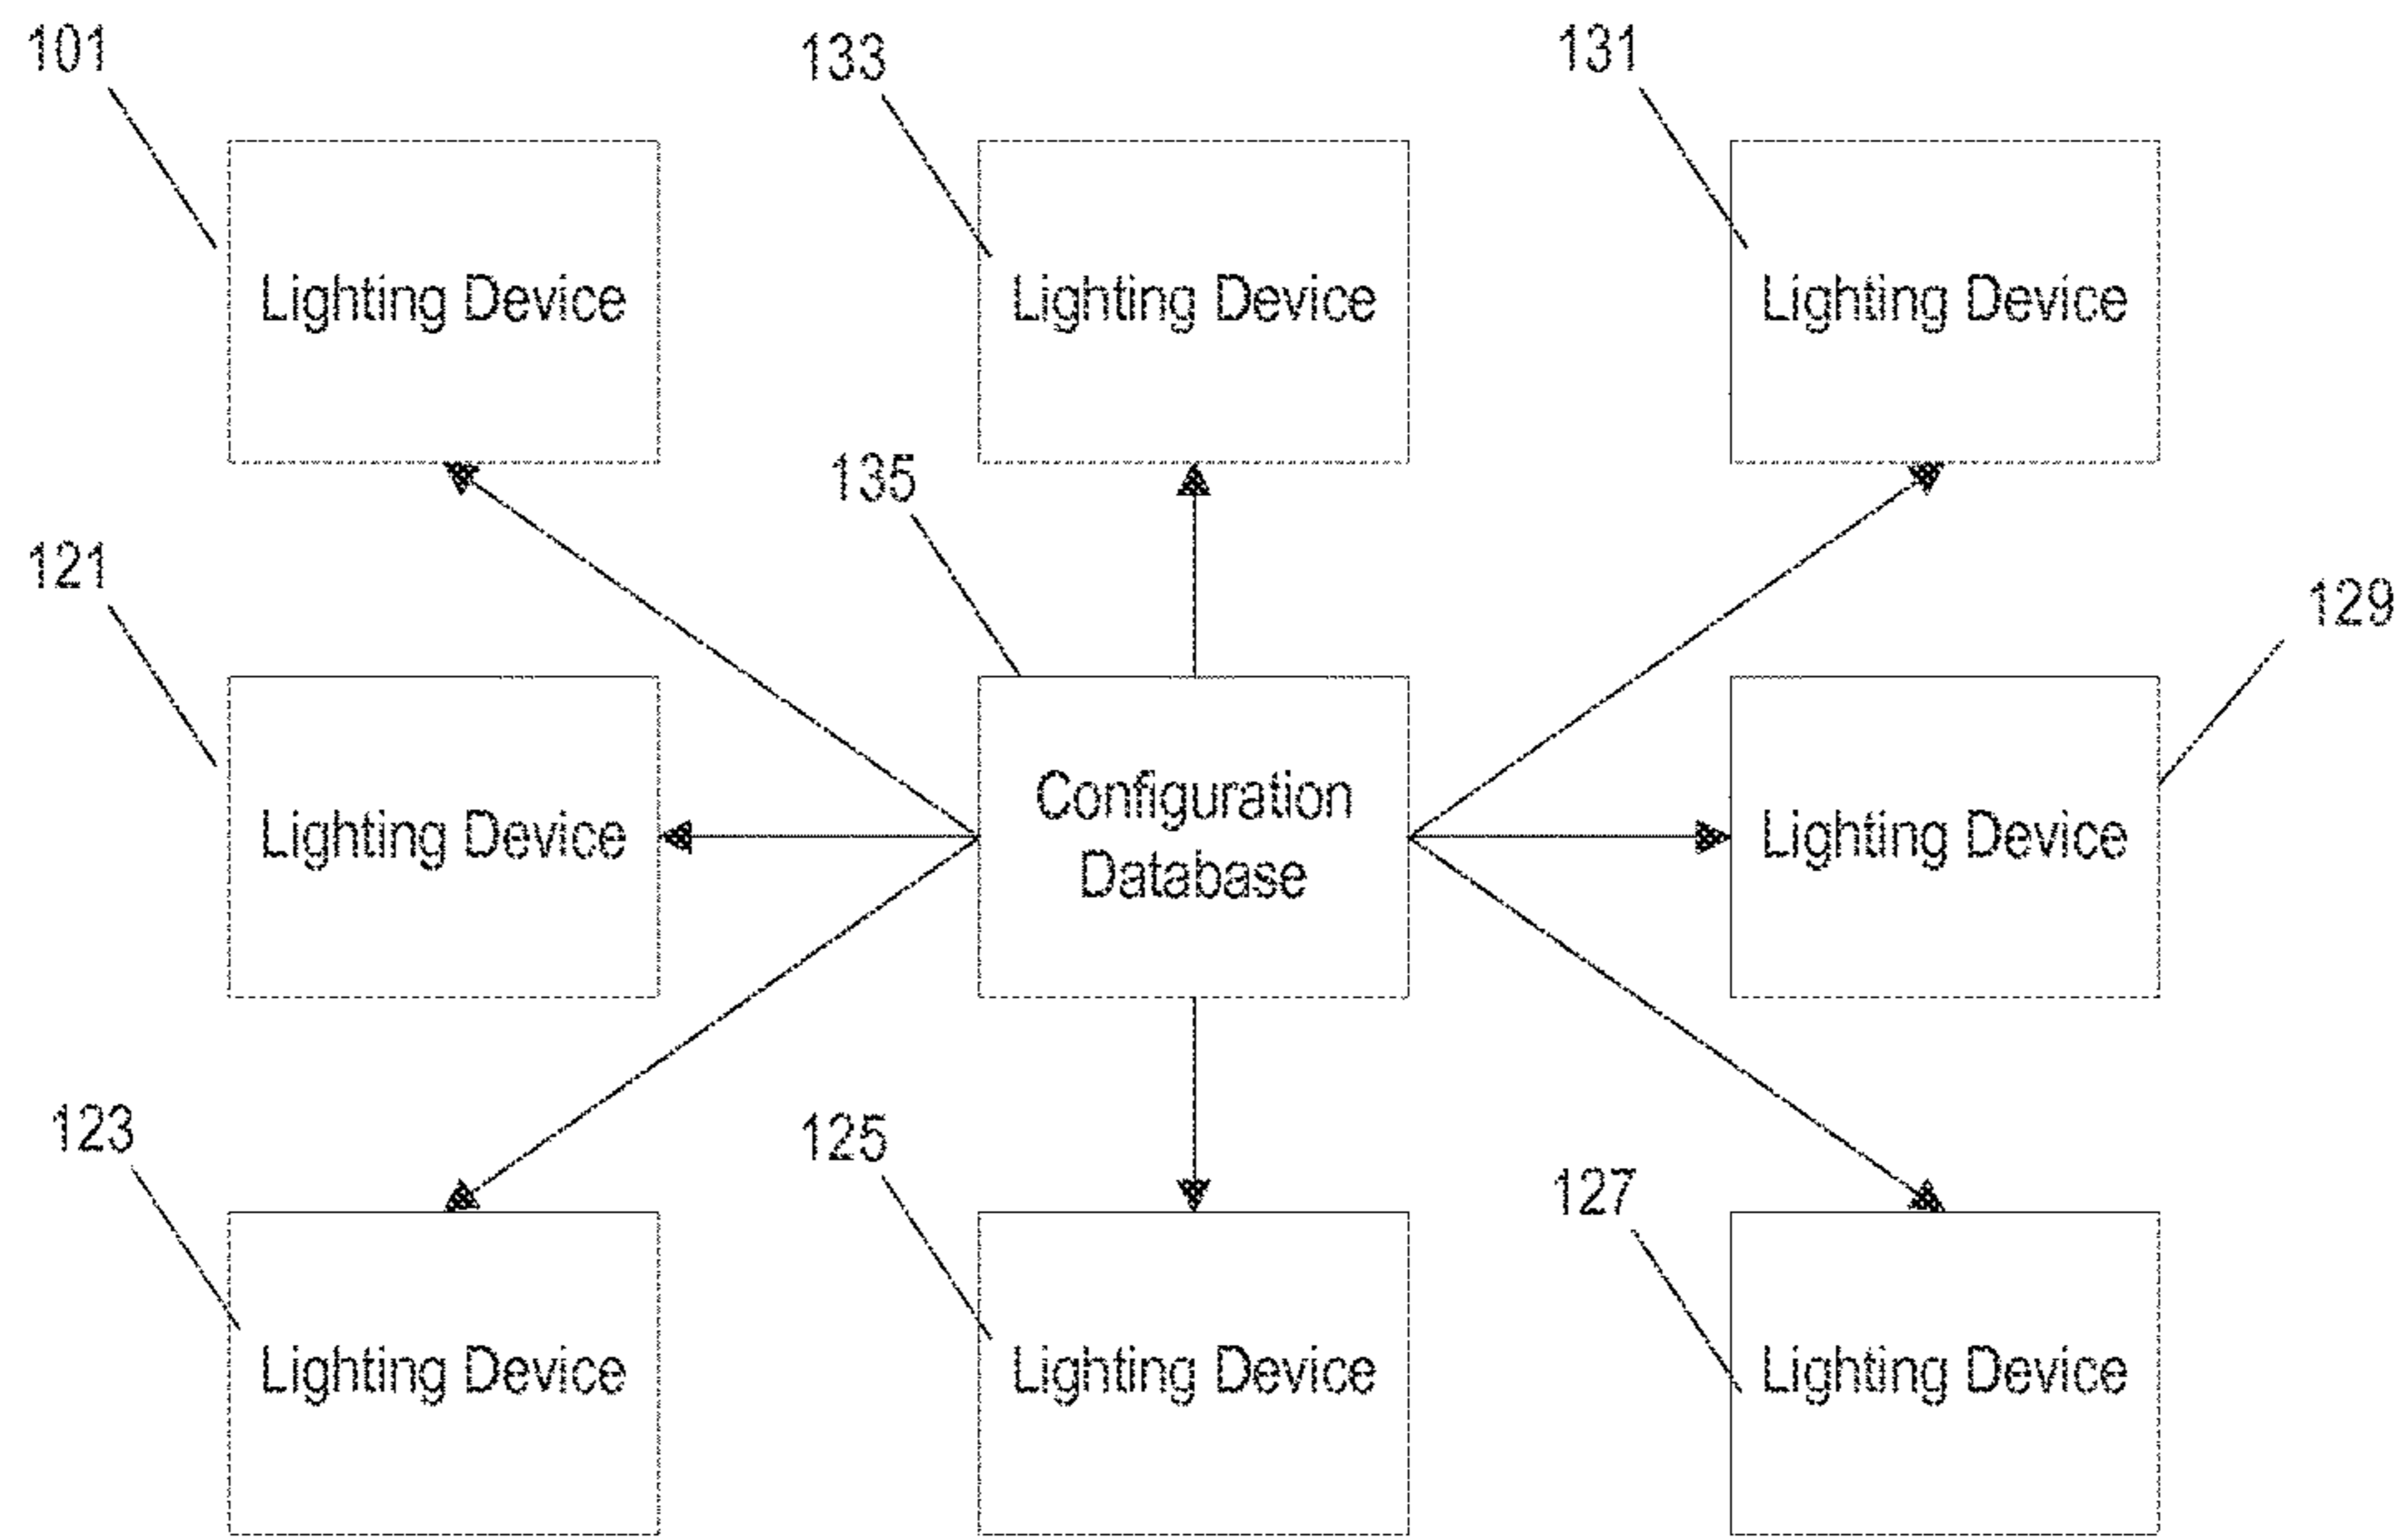 101
133
131
Lighting Device
Lighting Device
Lighting Device
135
121
129
Lighting Device
Configuration
Database
Lighting Device
123
125
127
Lighting Device
Lighting Device
Lighting Device